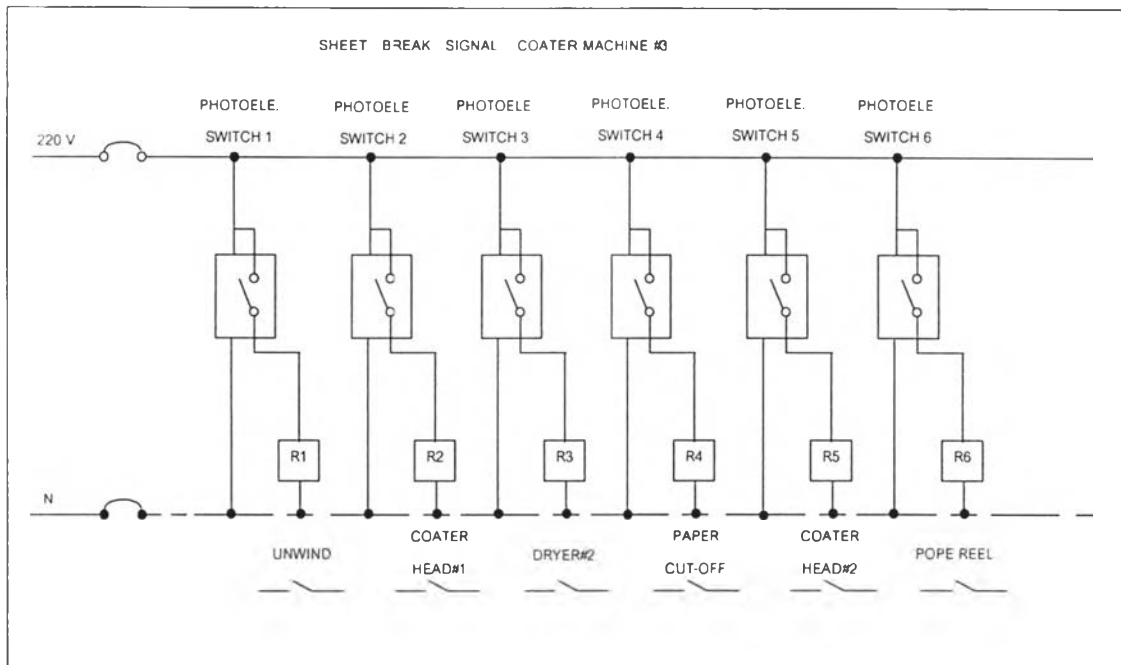 SHEET BREAK SIGNAL COATER MACHINE #3
PHOTOELE. PHOTOELE PHOTOELE PHOTOELE. PHOTOELE. PHOTOELE
SWITCH 1 SWITCH 2 SWITCH 3 SWITCH 4 SWITCH 5 SWITCH 6
220 V
R1 R2 R3 R4 R5 R6
N
UNWIND
COATER
HEAD#1
DRYER#2
PAPER
CUT-OFF
COATER
HEAD#2
POPE REEL